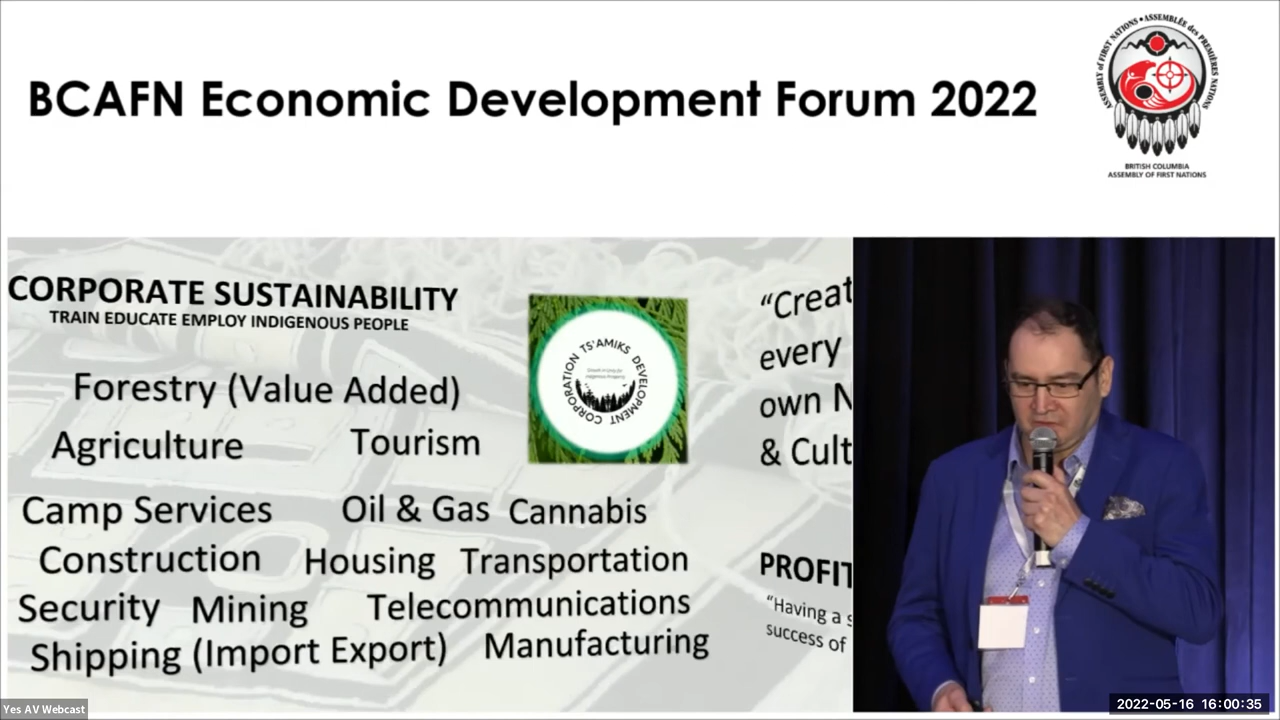 BCAFN Economic Development Forum 2022
ASSEMBLY of FIRST NATIONS • ASSEMBLÉE des PREMIÈRES NATIONS
BRITISH COLUMBIA
ASSEMBLY OF FIRST NATIONS
CORPORATE SUSTAINABILITY
TRAIN EDUCATE EMPLOY INDIGENOUS PEOPLE
Forestry (Value Added)
Agriculture Tourism
Camp Services Oil & Gas Cannabis
Construction Housing Transportation
Security Mining Telecommunications
Shipping (Import Export) Manufacturing
TS'AMIKS DEVELOPMENT CORPORATION
"Creat
every
own N
& Cult
PROFIT
"Having a s
success of
Yes AV Webcast
2022-05-16 16:00:35